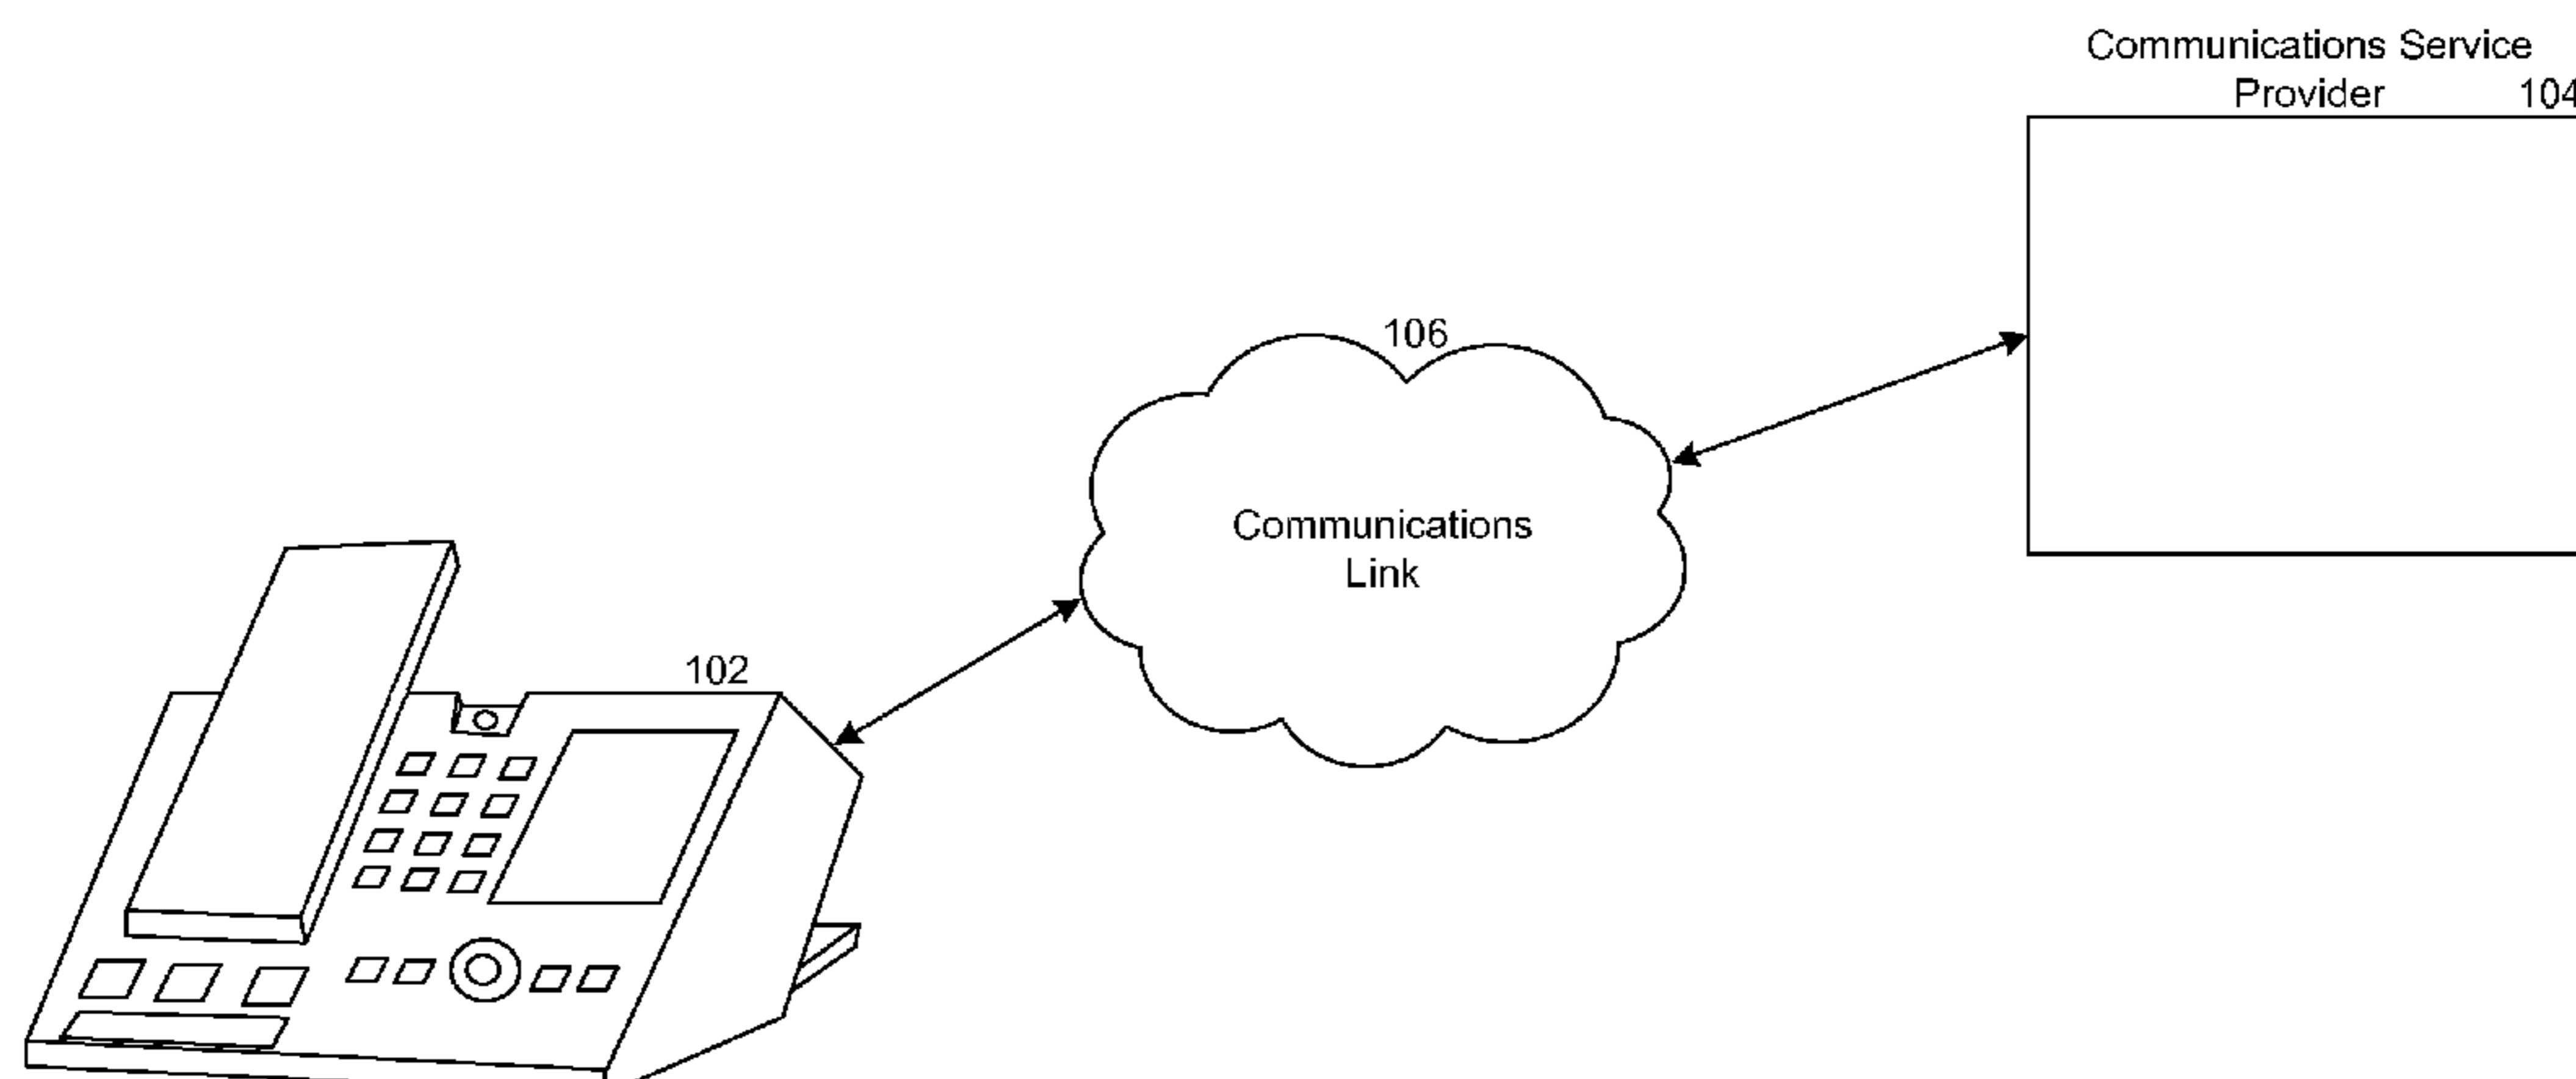 Communications Service
Provider 104
106
Communications
Link
102